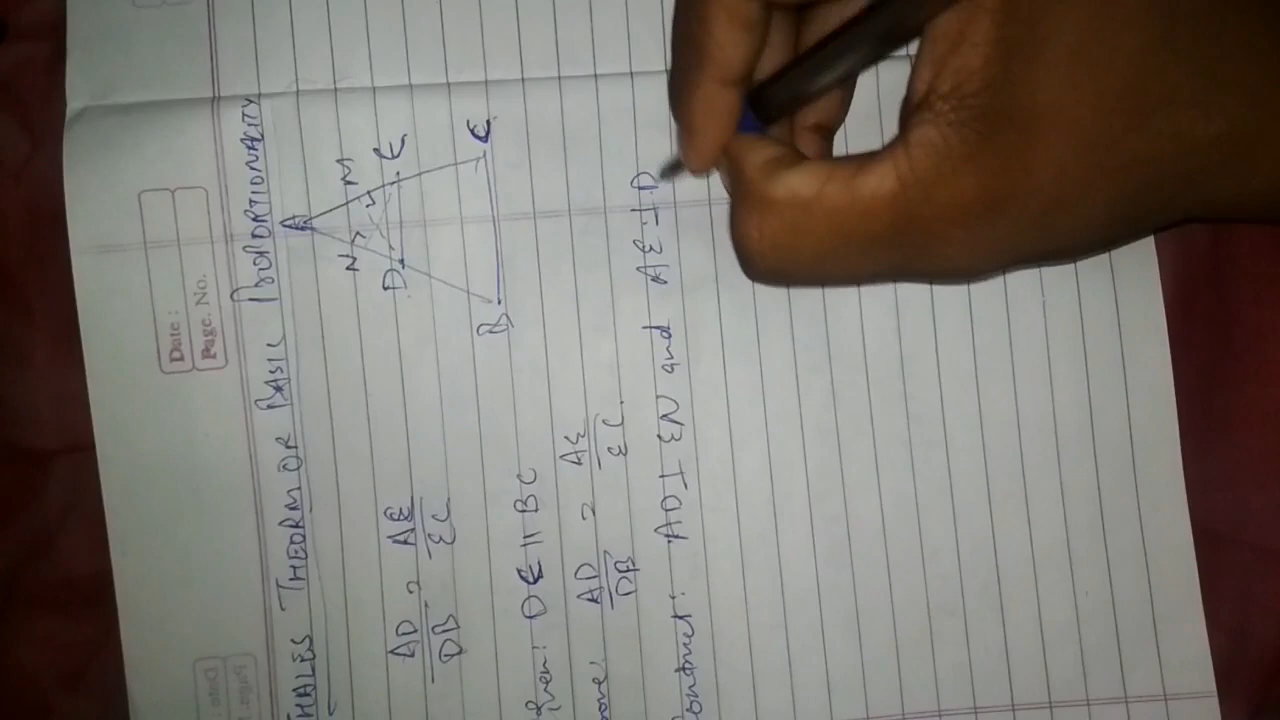 Date :
Page. No.
THALES THEORM OR BASIC PROPORTIONALITY
A
N M
D E
B C
AD/DB = AE/EC
Given: DE || BC
AD/DB = AE/EC.
Construct: AD ⊥ EN and AE ⊥ D